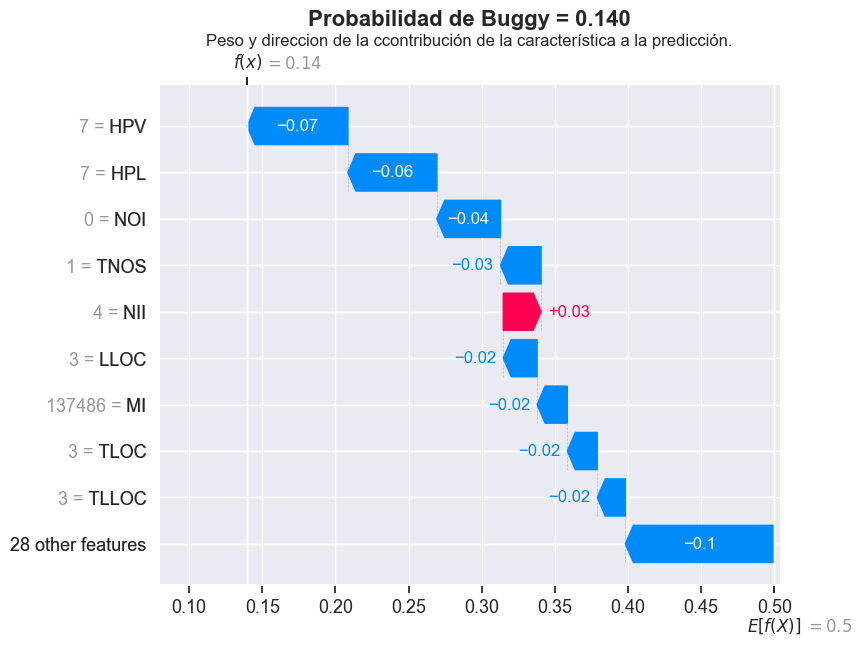 Probabilidad de Buggy = 0.140
Peso y direccion de la ccontribución de la característica a la predicción.
f(x) = 0.14
7 = HPV −0.07
7 = HPL −0.06
0 = NOI −0.04
1 = TNOS −0.03
4 = NII +0.03
3 = LLOC −0.02
137486 = MI −0.02
3 = TLOC −0.02
3 = TLLOC −0.02
28 other features −0.1
0.10 0.15 0.20 0.25 0.30 0.35 0.40 0.45 0.50
E[f(X)] = 0.5